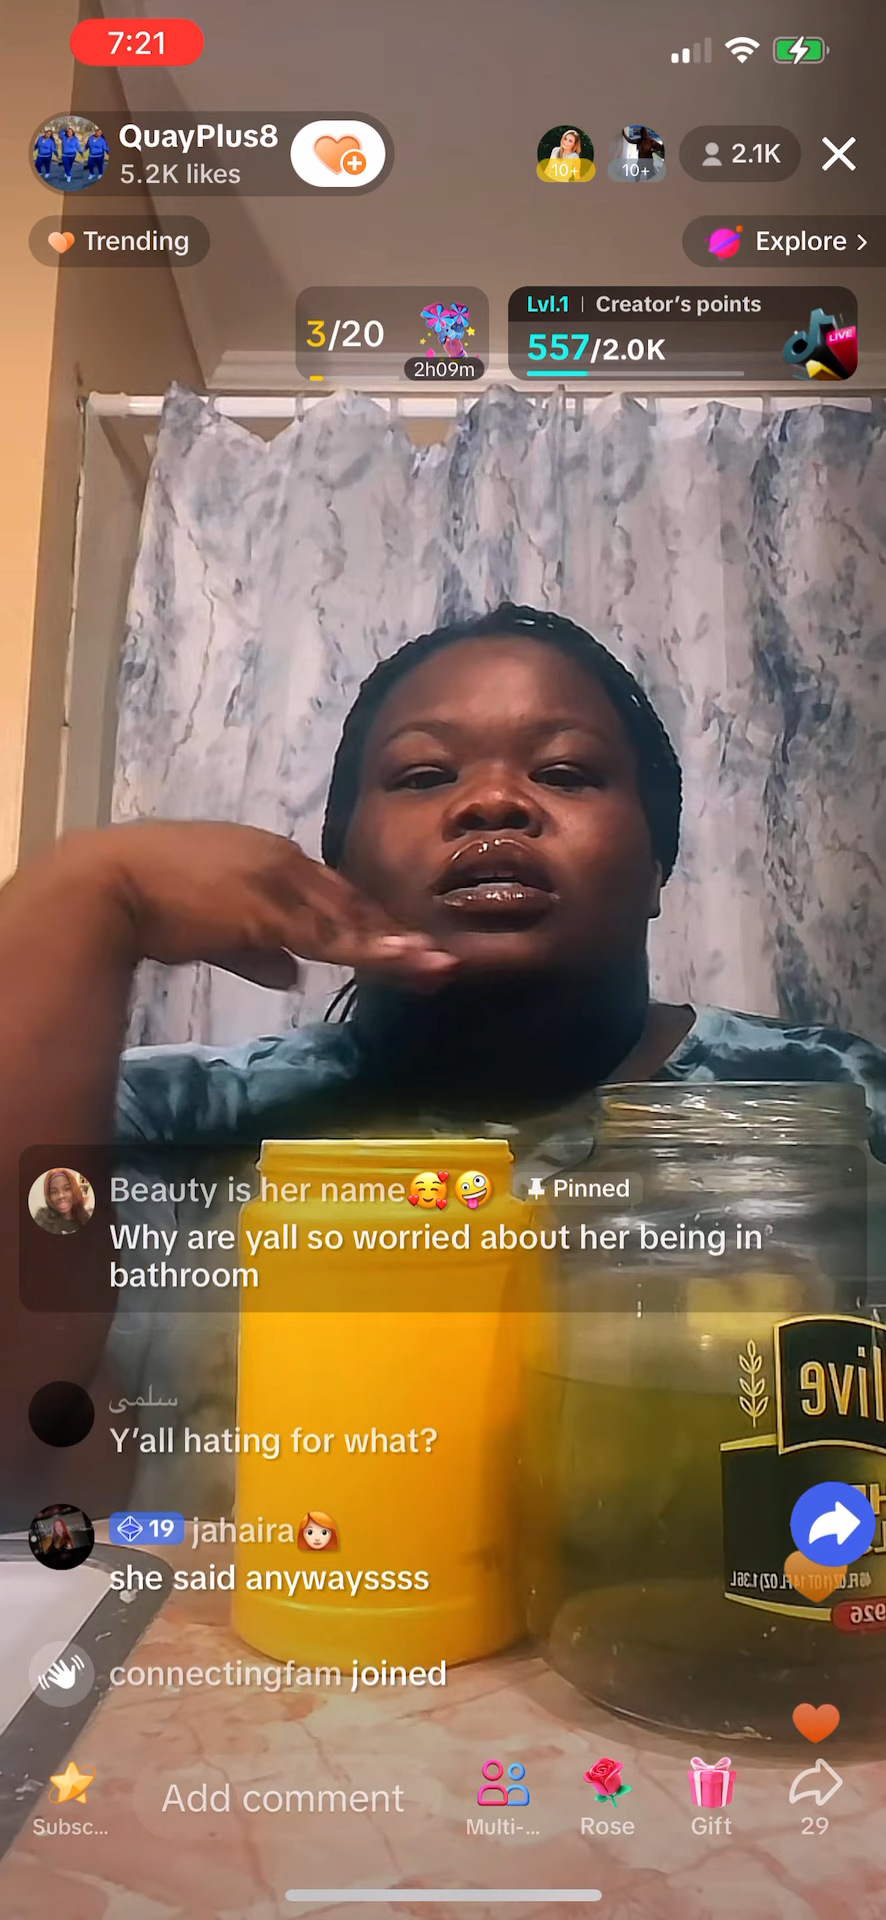 7:21
QuayPlus8
5.2K likes
10+
10+
2.1K
Trending
Explore >
3/20
2h09m
Lvl.1 | Creator's points
557/2.0K
LIVE
Beauty is her name🥰🤪 Pinned
Why are yall so worried about her being in
bathroom
سلمى
Y'all hating for what?
19 jahaira👩🏻‍🦰
she said anywayssss
connectingfam joined
Subsc...
Add comment
Multi-...
Rose
Gift
29